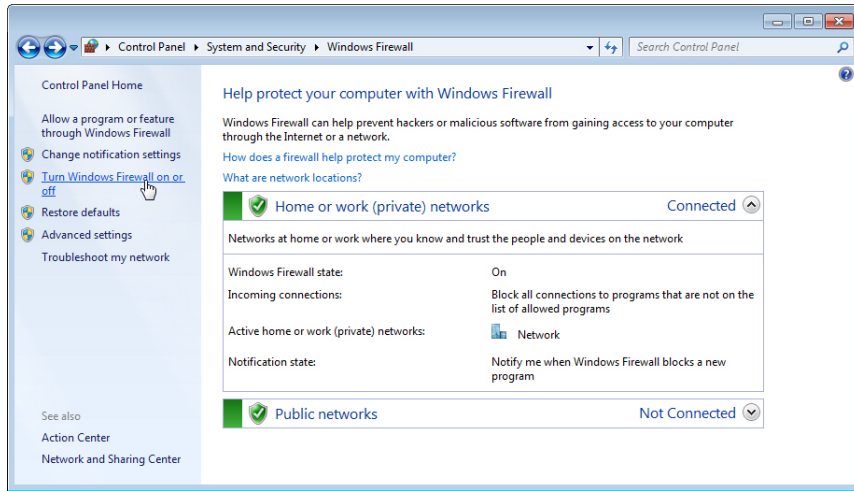 Control Panel
System and Security
Windows Firewall
Search Control Panel
Control Panel Home
Allow a program or feature
through Windows Firewall
Change notification settings
Turn Windows Firewall on or
off
Restore defaults
Advanced settings
Troubleshoot my network
See also
Action Center
Network and Sharing Center
Help protect your computer with Windows Firewall
Windows Firewall can help prevent hackers or malicious software from gaining access to your computer
through the Internet or a network.
How does a firewall help protect my computer?
What are network locations?
Home or work (private) networks Connected
Networks at home or work where you know and trust the people and devices on the network
Windows Firewall state: On
Incoming connections: Block all connections to programs that are not on the
list of allowed programs
Active home or work (private) networks: Network
Notification state: Notify me when Windows Firewall blocks a new
program
Public networks Not Connected